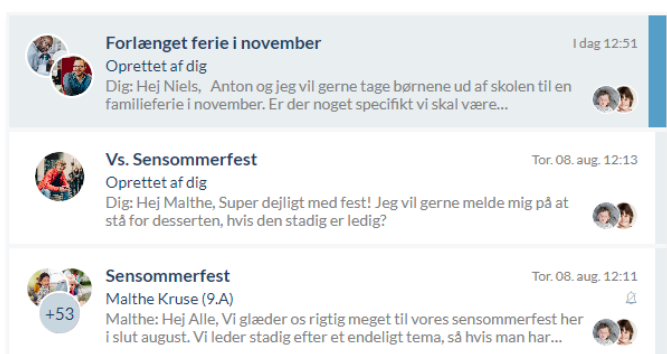 Forlænget ferie i november
I dag 12:51
Oprettet af dig
Dig: Hej Niels, Anton og jeg vil gerne tage børnene ud af skolen til en
familieferie i november. Er der noget specifikt vi skal være...
Vs. Sensommerfest
Tor. 08. aug. 12:13
Oprettet af dig
Dig: Hej Malthe, Super dejligt med fest! Jeg vil gerne melde mig på at
stå for desserten, hvis den stadig er ledig?
Sensommerfest
Tor. 08. aug. 12:11
+53
Malthe Kruse (9.A)
Malthe: Hej Alle, Vi glæder os rigtig meget til vores sensommerfest her
i slut august. Vi leder stadig efter et endeligt tema, så hvis man har...